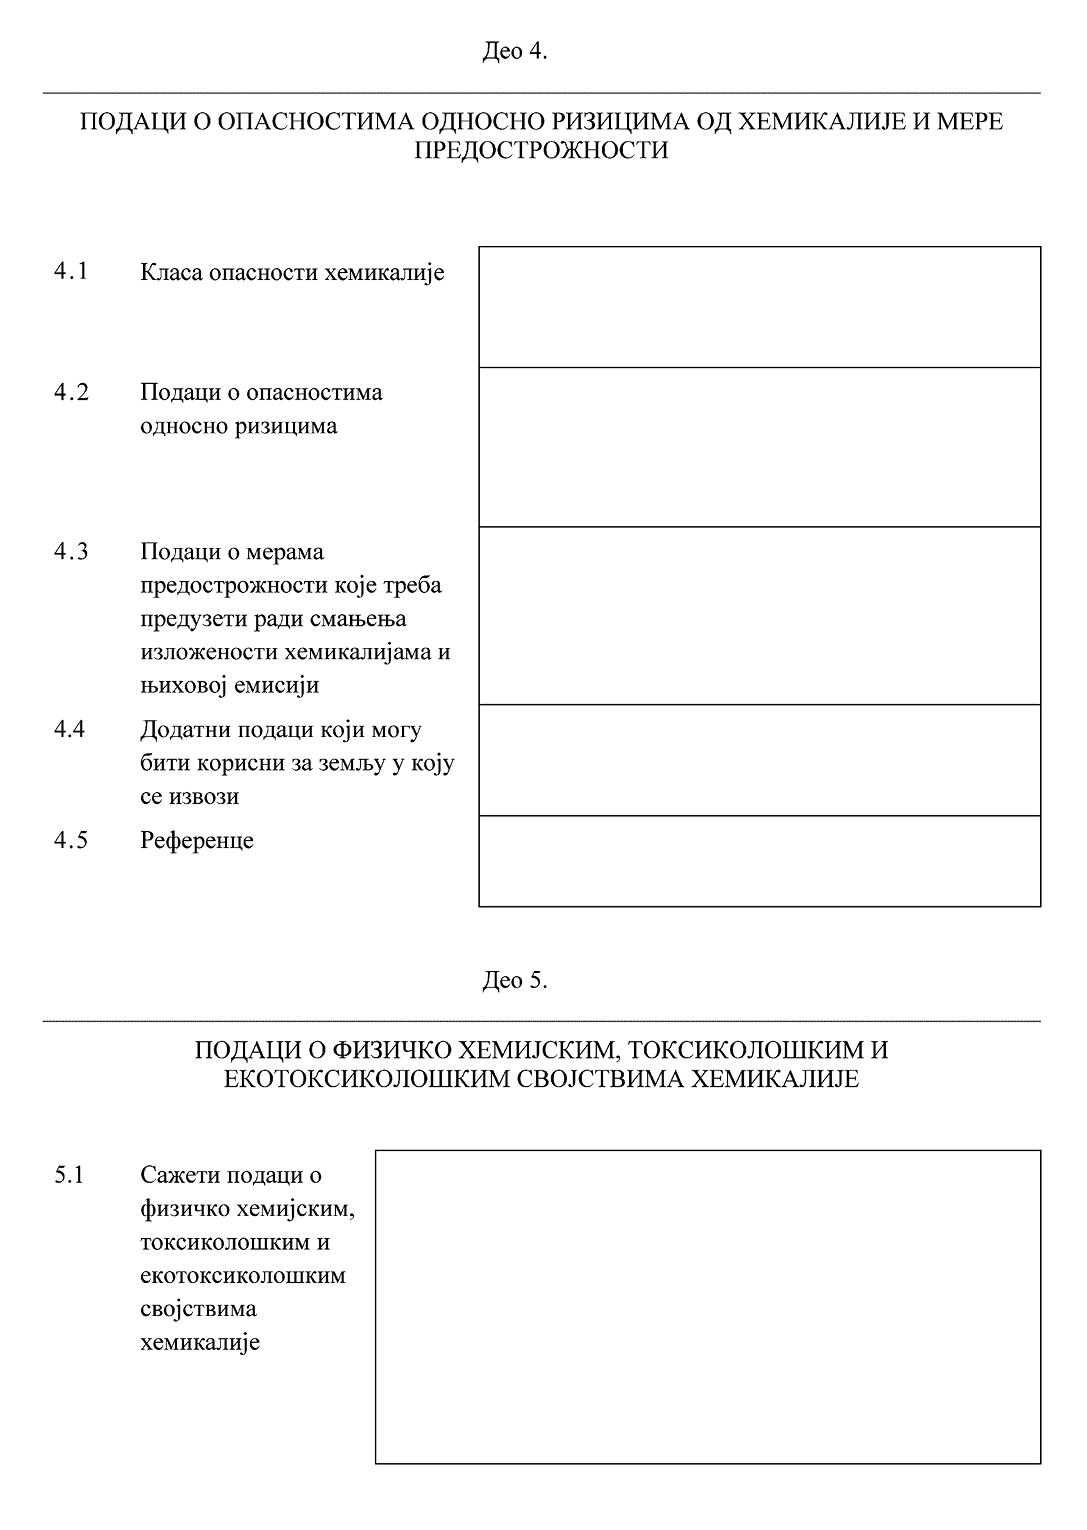 Део 4.
ПОДАЦИ О ОПАСНОСТИМА ОДНОСНО РИЗИЦИМА ОД ХЕМИКАЛИЈЕ И МЕРЕ
ПРЕДОСТРОЖНОСТИ
4.1 Класа опасности хемикалије
4.2 Подаци о опасностима
односно ризицима
4.3 Подаци о мерама
предострожности које треба
предузети ради смањења
изложености хемикалијама и
њиховој емисији
4.4 Додатни подаци који могу
бити корисни за земљу у коју
се извози
4.5 Референце
Део 5.
ПОДАЦИ О ФИЗИЧКО ХЕМИЈСКИМ, ТОКСИКОЛОШКИМ И
ЕКОТОКСИКОЛОШКИМ СВОЈСТВИМА ХЕМИКАЛИЈЕ
5.1 Сажети подаци о
физичко хемијским,
токсиколошким и
екотоксиколошким
својствима
хемикалије